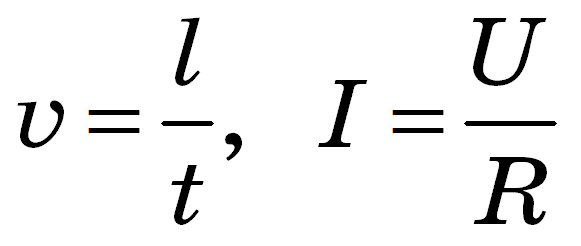 v = l/t, I = U/R